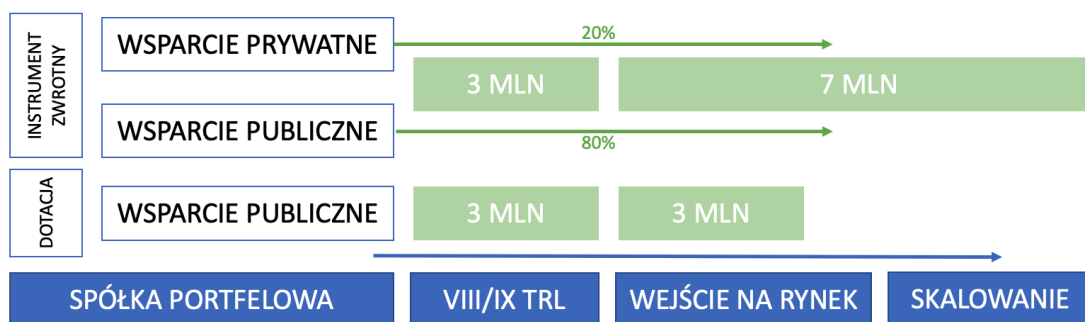 INSTRUMENT
ZWROTNY
WSPARCIE PRYWATNE
20%
3 MLN
7 MLN
WSPARCIE PUBLICZNE
80%
DOTACJA
WSPARCIE PUBLICZNE
3 MLN
3 MLN
SPÓŁKA PORTFELOWA
VIII/IX TRL
WEJŚCIE NA RYNEK
SKALOWANIE